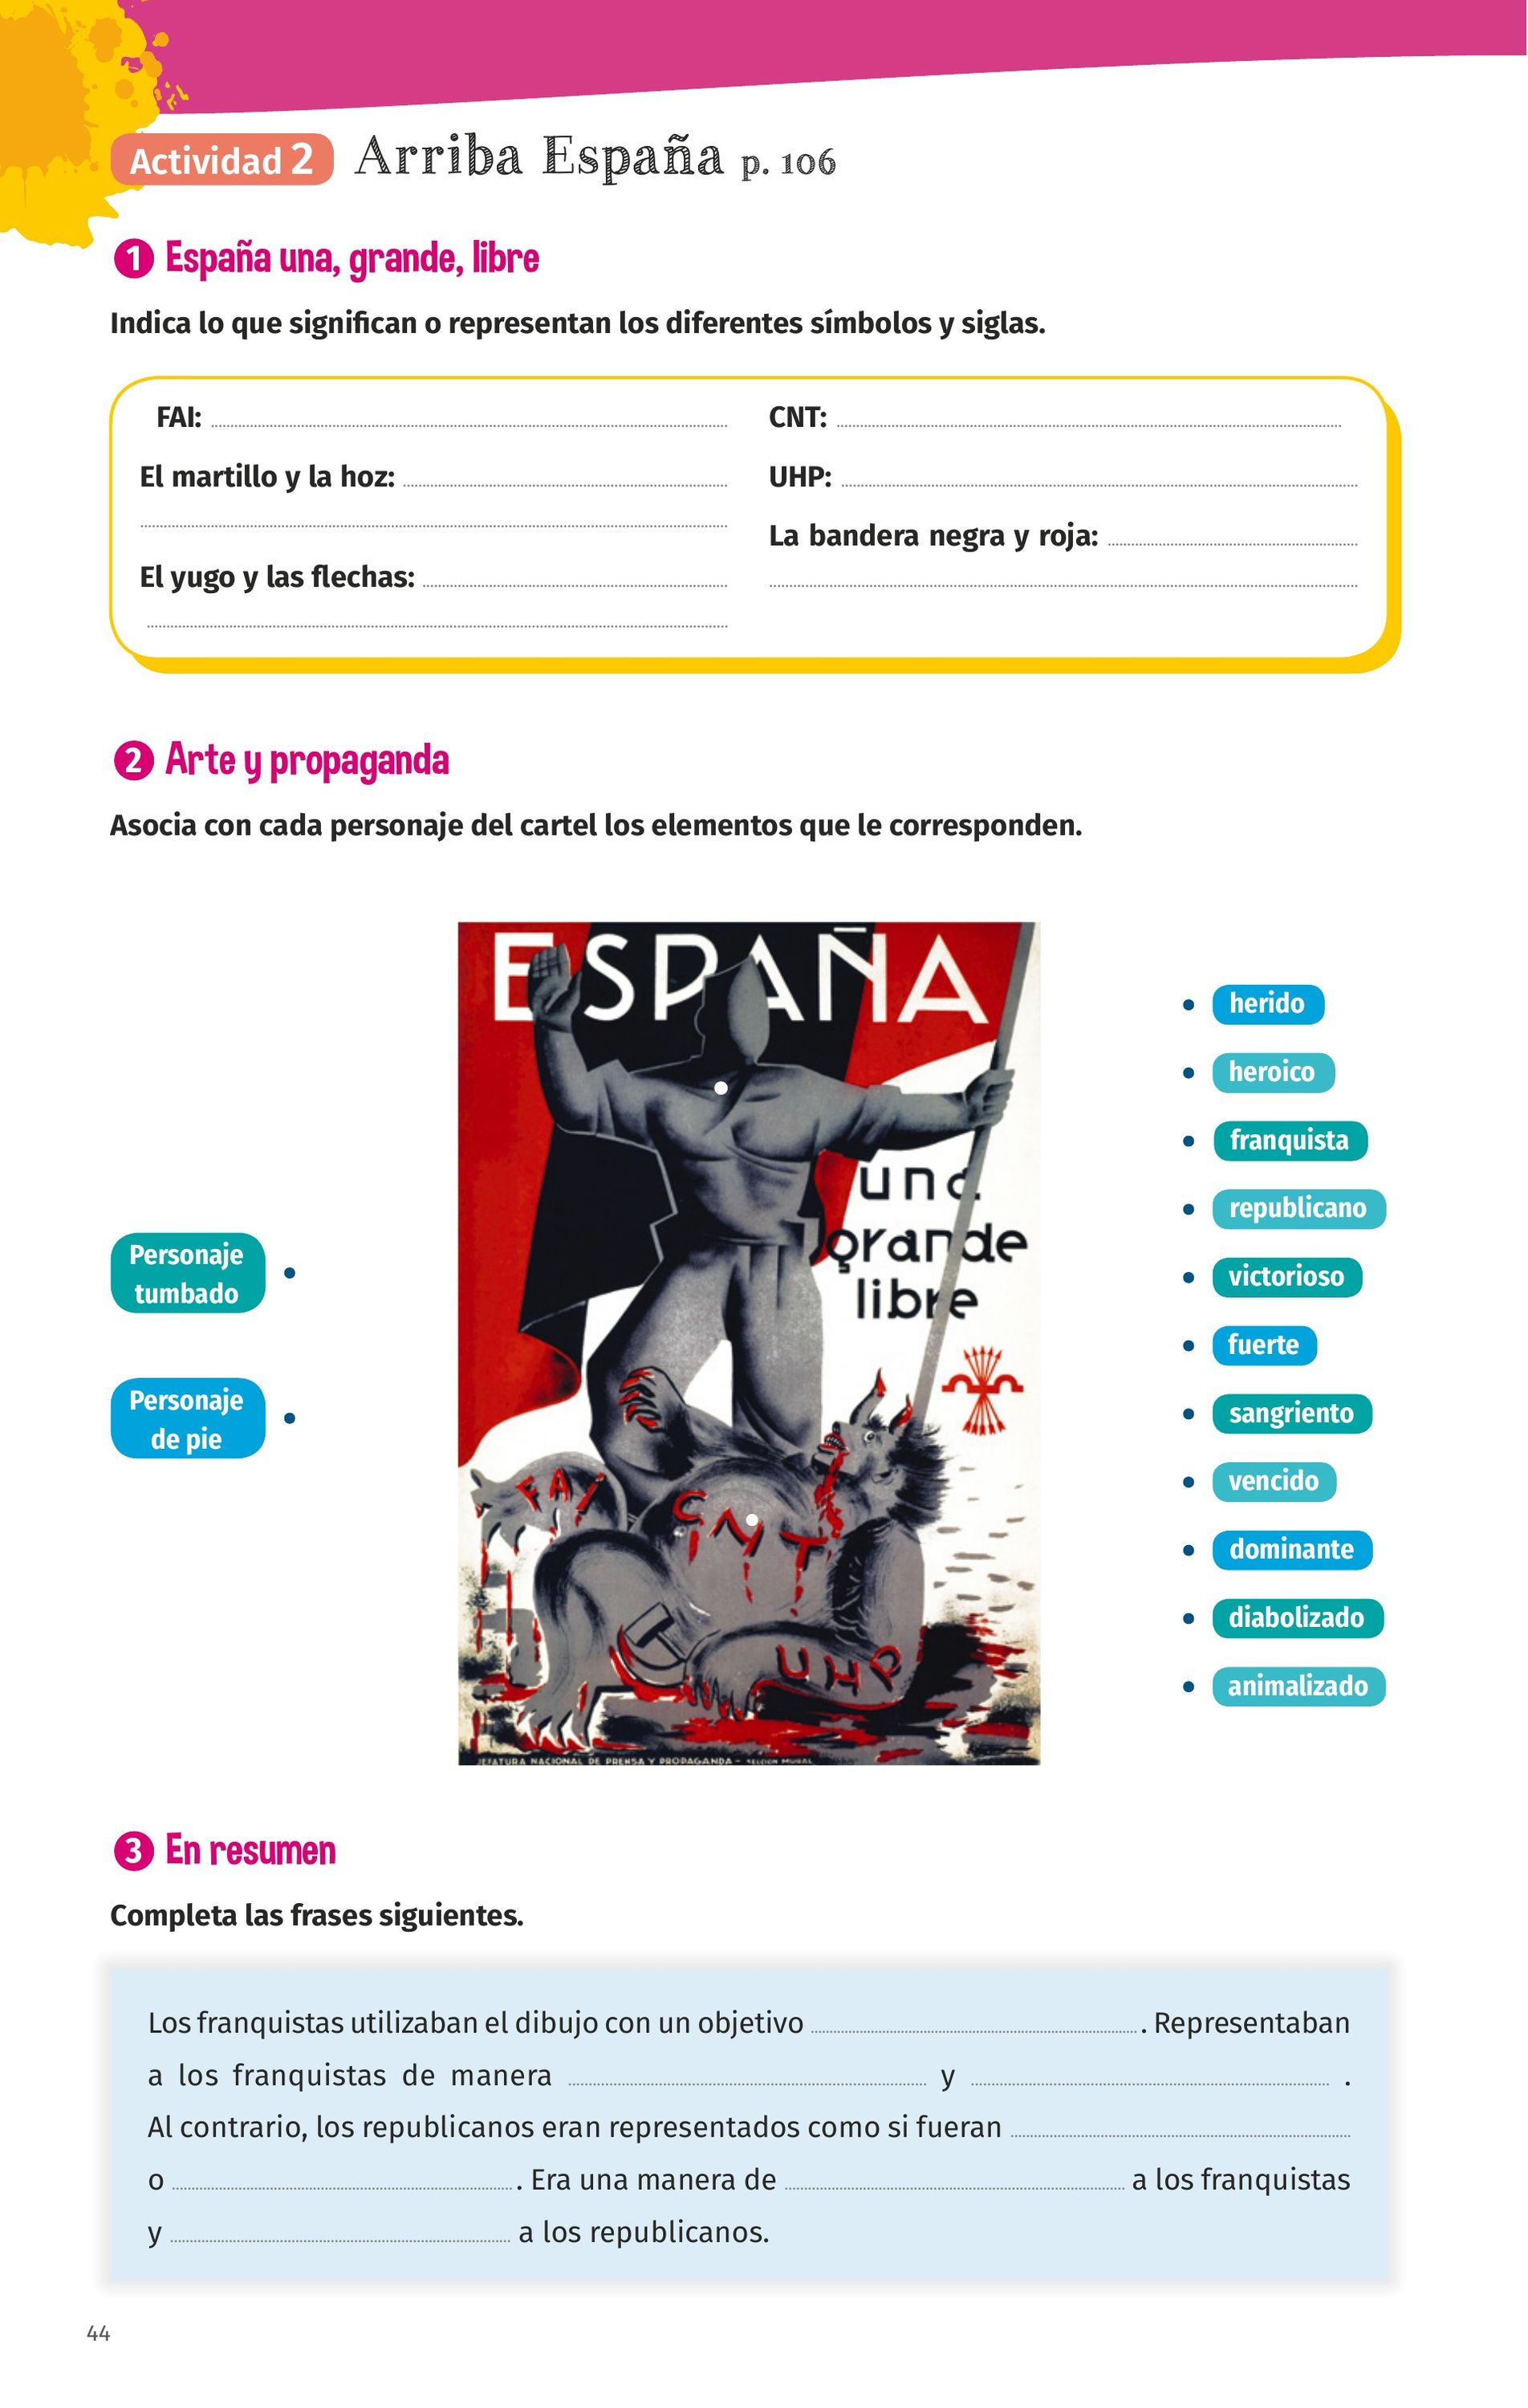 Actividad 2 Arriba España p. 106
1 España una, grande, libre
Indica lo que significan o representan los diferentes símbolos y siglas.
FAI:
El martillo y la hoz:
El yugo y las flechas:
CNT:
UHP:
La bandera negra y roja:
2 Arte y propaganda
Asocia con cada personaje del cartel los elementos que le corresponden.
Personaje
tumbado
Personaje
de pie
ESPAÑA
una
grande
libre
FAI
CNT
UHP
JEFATURA NACIONAL DE PRENSA Y PROPAGANDA - SECCION MURAL
herido
heroico
franquista
republicano
victorioso
fuerte
sangriento
vencido
dominante
diabolizado
animalizado
3 En resumen
Completa las frases siguientes.
Los franquistas utilizaban el dibujo con un objetivo . Representaban
a los franquistas de manera y .
Al contrario, los republicanos eran representados como si fueran
o . Era una manera de a los franquistas
y a los republicanos.
44